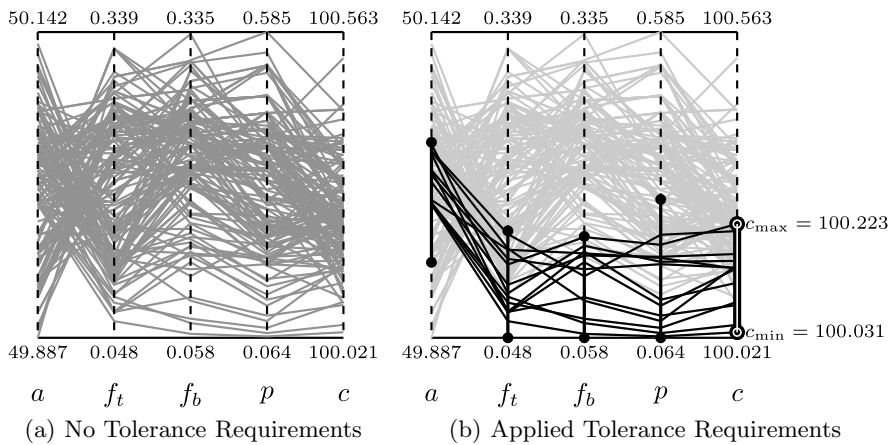 50.142 0.339 0.335 0.585 100.563 50.142 0.339 0.335 0.585 100.563
c_max = 100.223
c_min = 100.031
49.887 0.048 0.058 0.064 100.021 49.887 0.048 0.058 0.064 100.021
a f_t f_b p c a f_t f_b p c
(a) No Tolerance Requirements (b) Applied Tolerance Requirements